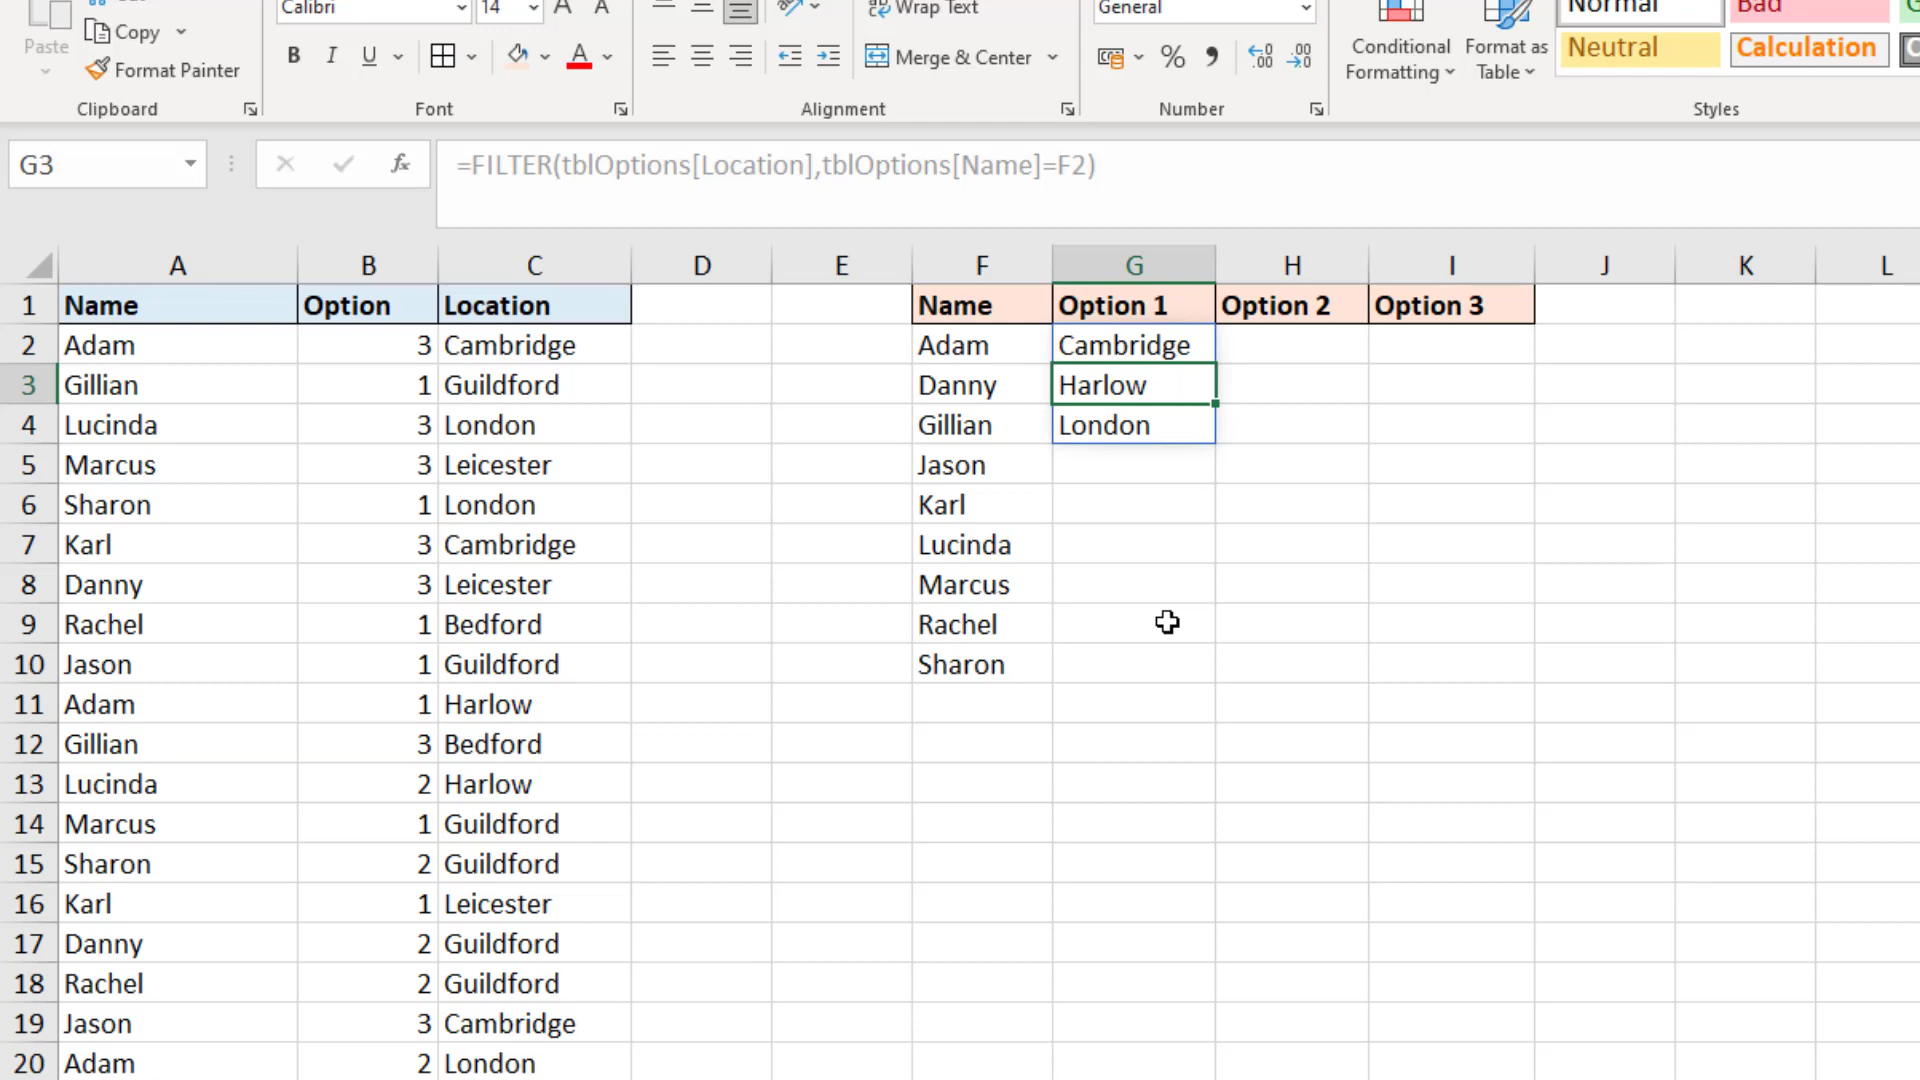 Calibri 14 Wrap Text General Normal Bad
Paste Copy
Format Painter B I U A Merge & Center % Conditional Formatting Format as Table Neutral Calculation
Clipboard Font Alignment Number Styles
G3 fx =FILTER(tblOptions[Location],tblOptions[Name]=F2)
A B C D E F G H I J K L
1 Name Option Location Name Option 1 Option 2 Option 3
2 Adam 3 Cambridge Adam Cambridge
3 Gillian 1 Guildford Danny Harlow
4 Lucinda 3 London Gillian London
5 Marcus 3 Leicester Jason
6 Sharon 1 London Karl
7 Karl 3 Cambridge Lucinda
8 Danny 3 Leicester Marcus
9 Rachel 1 Bedford Rachel
10 Jason 1 Guildford Sharon
11 Adam 1 Harlow
12 Gillian 3 Bedford
13 Lucinda 2 Harlow
14 Marcus 1 Guildford
15 Sharon 2 Guildford
16 Karl 1 Leicester
17 Danny 2 Guildford
18 Rachel 2 Guildford
19 Jason 3 Cambridge
20 Adam 2 London